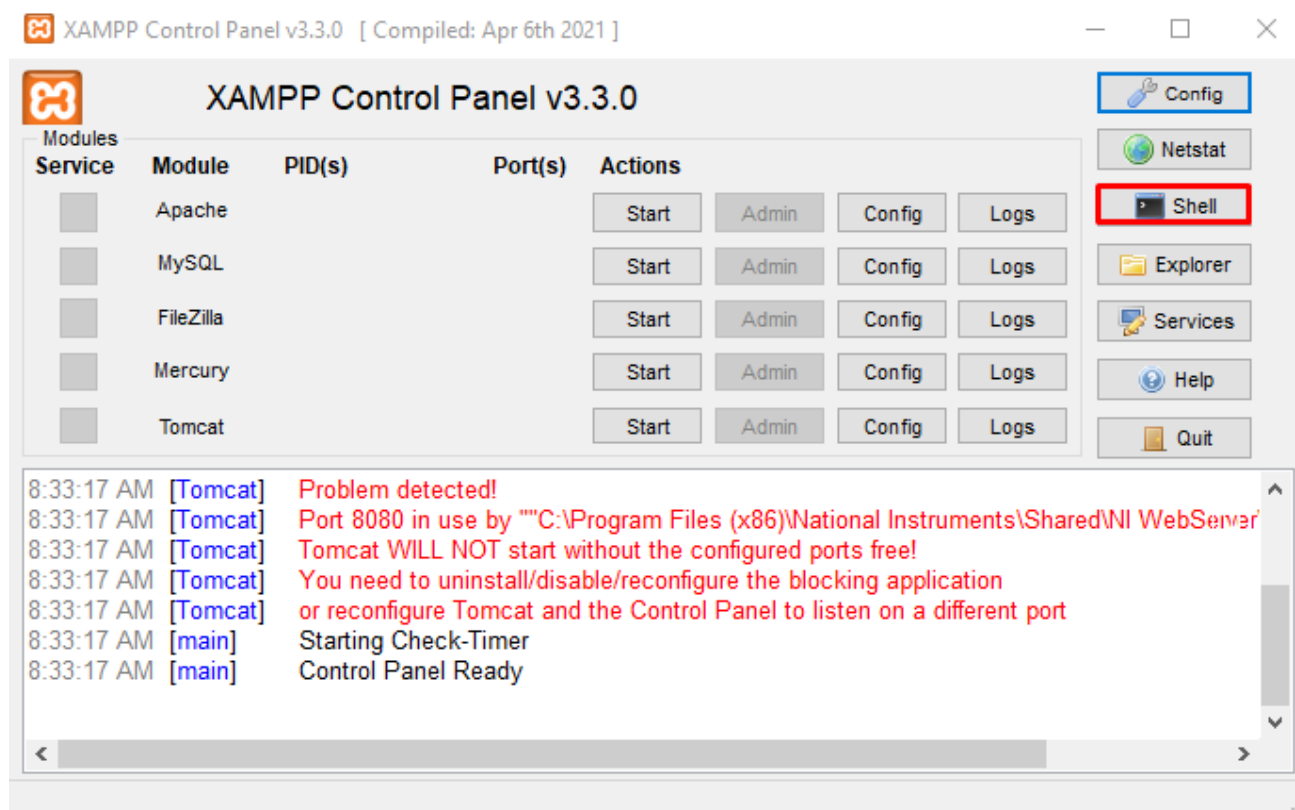 XAMPP Control Panel v3.3.0 [ Compiled: Apr 6th 2021 ]
XAMPP Control Panel v3.3.0
Config
Modules
Netstat
Service Module PID(s) Port(s) Actions
Shell
Apache Start Admin Config Logs
MySQL Start Admin Config Logs
Explorer
FileZilla Start Admin Config Logs
Services
Mercury Start Admin Config Logs
Help
Tomcat Start Admin Config Logs
Quit
8:33:17 AM [Tomcat] Problem detected!
8:33:17 AM [Tomcat] Port 8080 in use by ""C:\Program Files (x86)\National Instruments\Shared\NI WebServer\
8:33:17 AM [Tomcat] Tomcat WILL NOT start without the configured ports free!
8:33:17 AM [Tomcat] You need to uninstall/disable/reconfigure the blocking application
8:33:17 AM [Tomcat] or reconfigure Tomcat and the Control Panel to listen on a different port
8:33:17 AM [main] Starting Check-Timer
8:33:17 AM [main] Control Panel Ready